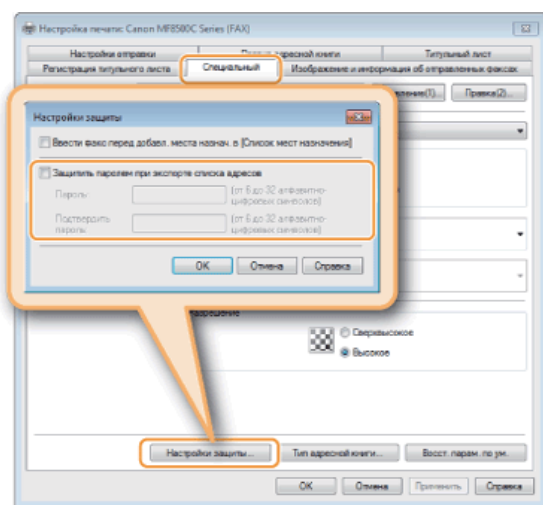 Настройка печати: Canon MF8500C Series (FAX)
Настройки отправки
адресной книги
Титульный лист
Регистрация титульного листа
Специальный
Изображение и информация об отправленных факсах
Правка(2)...
Настройки защиты
Ввести факс перед добавл. места назнач. в [Список мест назначения]
Защитить паролем при экспорте списка адресов
Пароль:
[от 6 до 32 алфавитно-
цифровых символов]
Подтвердить
пароль:
[от 6 до 32 алфавитно-
цифровых символов]
OK
Отмена
Справка
Сверхвысокое
Высокое
Настройки защиты...
Тип адресной книги...
Восст. парам. по ум.
OK
Отмена
Применить
Справка